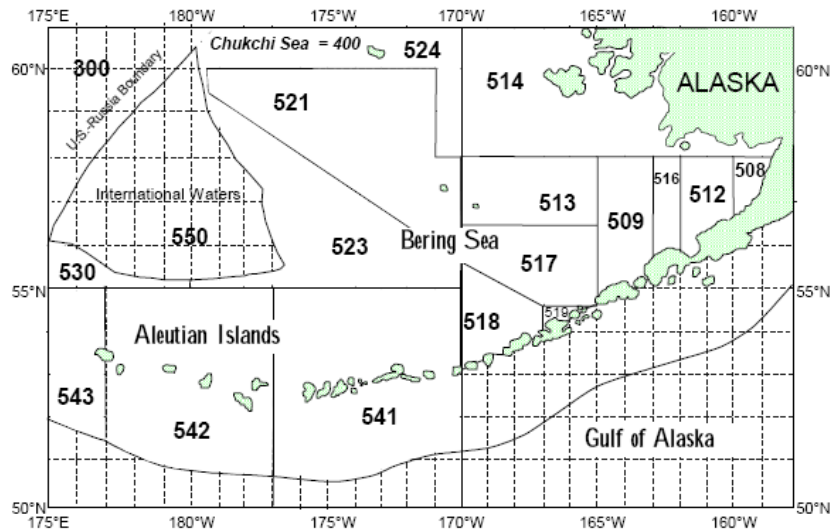 175°E 180°W 175°W 170°W 165°W 160°W
Chukchi Sea = 400
524
60°N
300
514
ALASKA
60°N
U.S.-Russia Boundary
521
508
516
512
International Waters
513
509
550
523
Bering Sea
517
530
55°N
519
518
55°N
Aleutian Islands
543
541
542
Gulf of Alaska
50°N
50°N
175°E 180°W 175°W 170°W 165°W 160°W